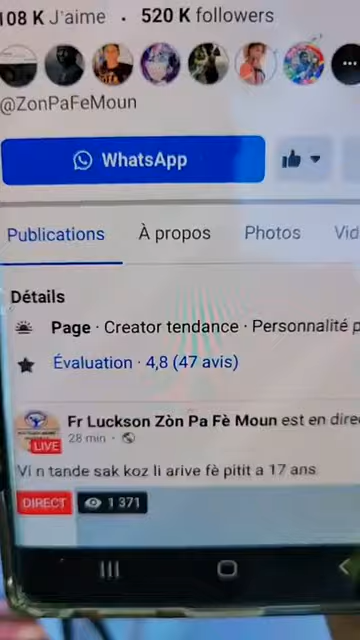 108 K J'aime · 520 K followers
@ZonPaFeMoun
WhatsApp
Publications À propos Photos Vid
Détails
Page · Creator tendance · Personnalité p
Évaluation · 4,8 (47 avis)
Fr Luckson Zòn Pa Fè Moun est en dire
LIVE
28 min ·
Vi n tande sak koz li arive fè pitit a 17 ans
DIRECT 1 371